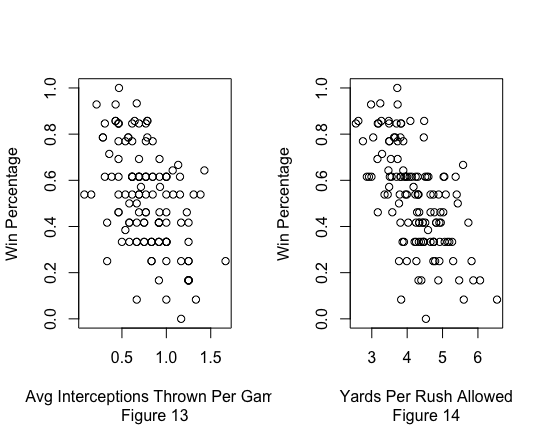 Win Percentage
0.0 0.2 0.4 0.6 0.8 1.0
0.5 1.0 1.5
Avg Interceptions Thrown Per Gam
Figure 13
Win Percentage
0.0 0.2 0.4 0.6 0.8 1.0
3 4 5 6
Yards Per Rush Allowed
Figure 14